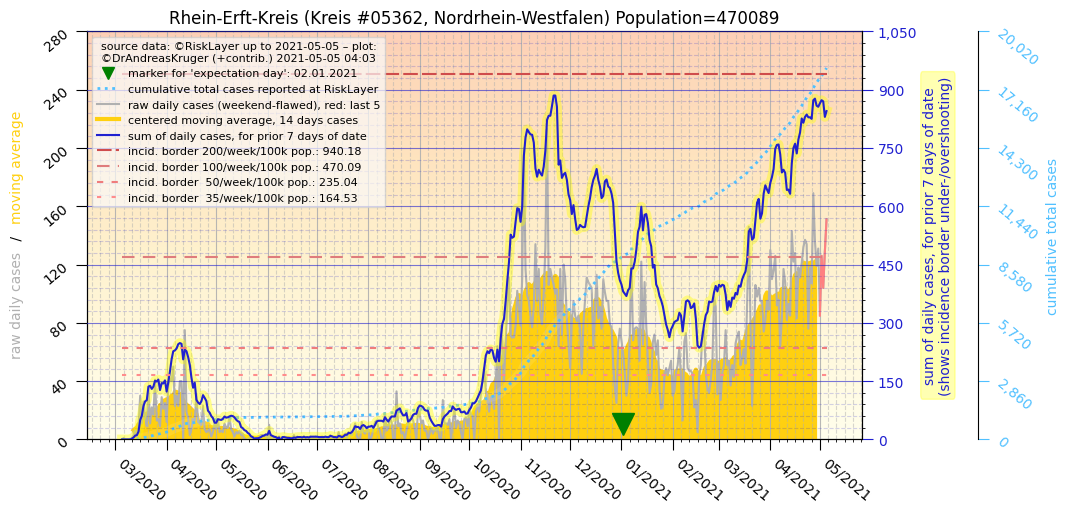 Rhein-Erft-Kreis (Kreis #05362, Nordrhein-Westfalen) Population=470089
source data: ©RiskLayer up to 2021-05-05 – plot:
©DrAndreasKruger (+contrib.) 2021-05-05 04:03
marker for 'expectation day': 02.01.2021
cumulative total cases reported at RiskLayer
raw daily cases (weekend-flawed), red: last 5
centered moving average, 14 days cases
sum of daily cases, for prior 7 days of date
incid. border 200/week/100k pop.: 940.18
incid. border 100/week/100k pop.: 470.09
incid. border  50/week/100k pop.: 235.04
incid. border  35/week/100k pop.: 164.53
raw daily cases / moving average
280
240
200
160
120
80
40
0
03/2020
04/2020
05/2020
06/2020
07/2020
08/2020
09/2020
10/2020
11/2020
12/2020
01/2021
02/2021
03/2021
04/2021
05/2021
1,050
900
750
600
450
300
150
0
sum of daily cases, for prior 7 days of date
(shows incidence border under-/overshooting)
20,020
17,160
14,300
11,440
8,580
5,720
2,860
0
cumulative total cases